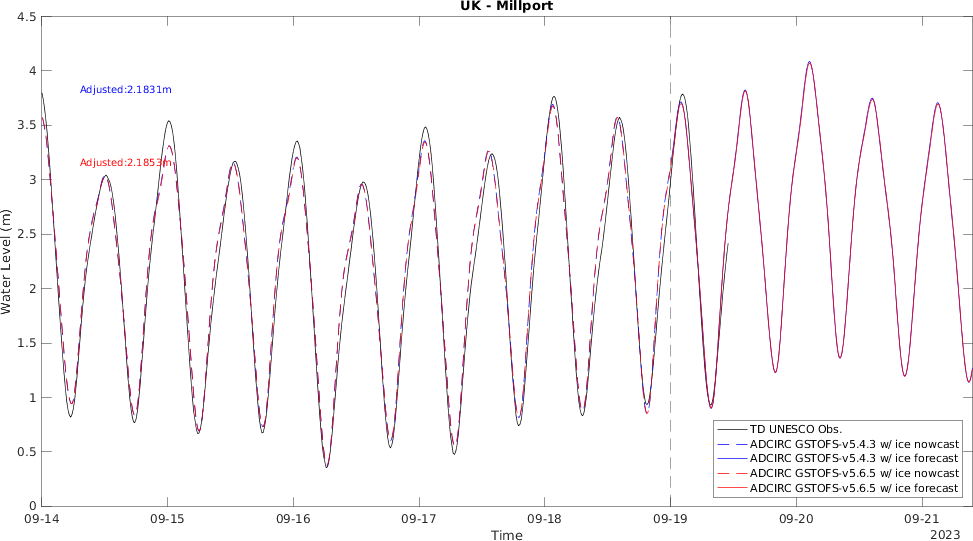 UK - Millport
4.5
4
3.5
3
2.5
2
1.5
1
0.5
0
Water Level (m)
Adjusted:2.1831m
Adjusted:2.1853m
TD UNESCO Obs.
ADCIRC GSTOFS-v5.4.3 w/ ice nowcast
ADCIRC GSTOFS-v5.4.3 w/ ice forecast
ADCIRC GSTOFS-v5.6.5 w/ ice nowcast
ADCIRC GSTOFS-v5.6.5 w/ ice forecast
09-14 09-15 09-16 09-17 09-18 09-19 09-20 09-21
Time
2023